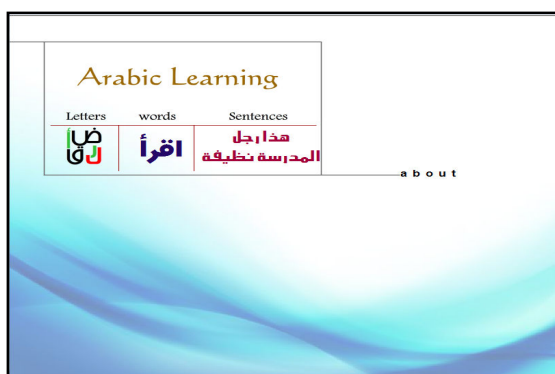 Arabic Learning
Letters words Sentences
اقرأ
هذا رجل
المدرسة نظيفة
about